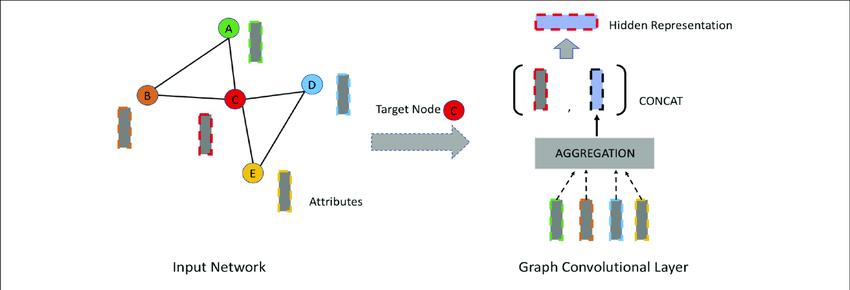 A
B
C
D
E
Attributes
Input Network
Target Node C
Hidden Representation
,
CONCAT
AGGREGATION
Graph Convolutional Layer